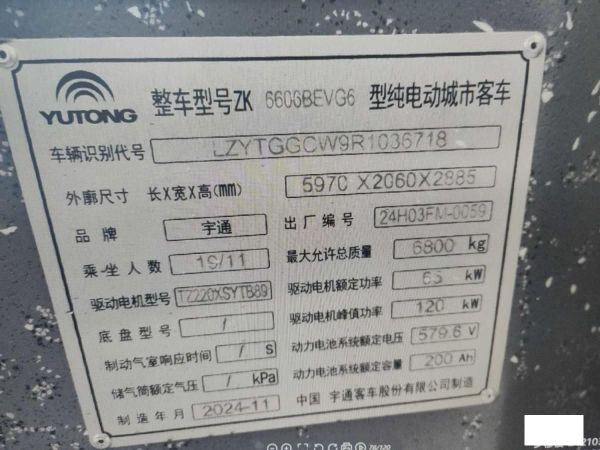 YUTONG
整车型号ZK 6606BEVG6 型纯电动城市客车
车辆识别代号 LZYTGGCW9R1036718
外廓尺寸 长X宽X高(mm) 5970 X2060X2885
品牌 宇通 出厂编号 24H03FM-0059
乘-坐人数 19/11 最大允许总质量 6800 kg
驱动电机型号 TZ220XSYTB89 驱动电机额定功率 65 kW
底盘型号 / 驱动电机峰值功率 120 kW
制动气室响应时间 / S 动力电池系统额定电压 579.6 V
储气筒额定气压 / kPa 动力电池系统额定容量 200 Ah
制造年月 2024-11 中国 宇通客车股份有限公司制造
78/120